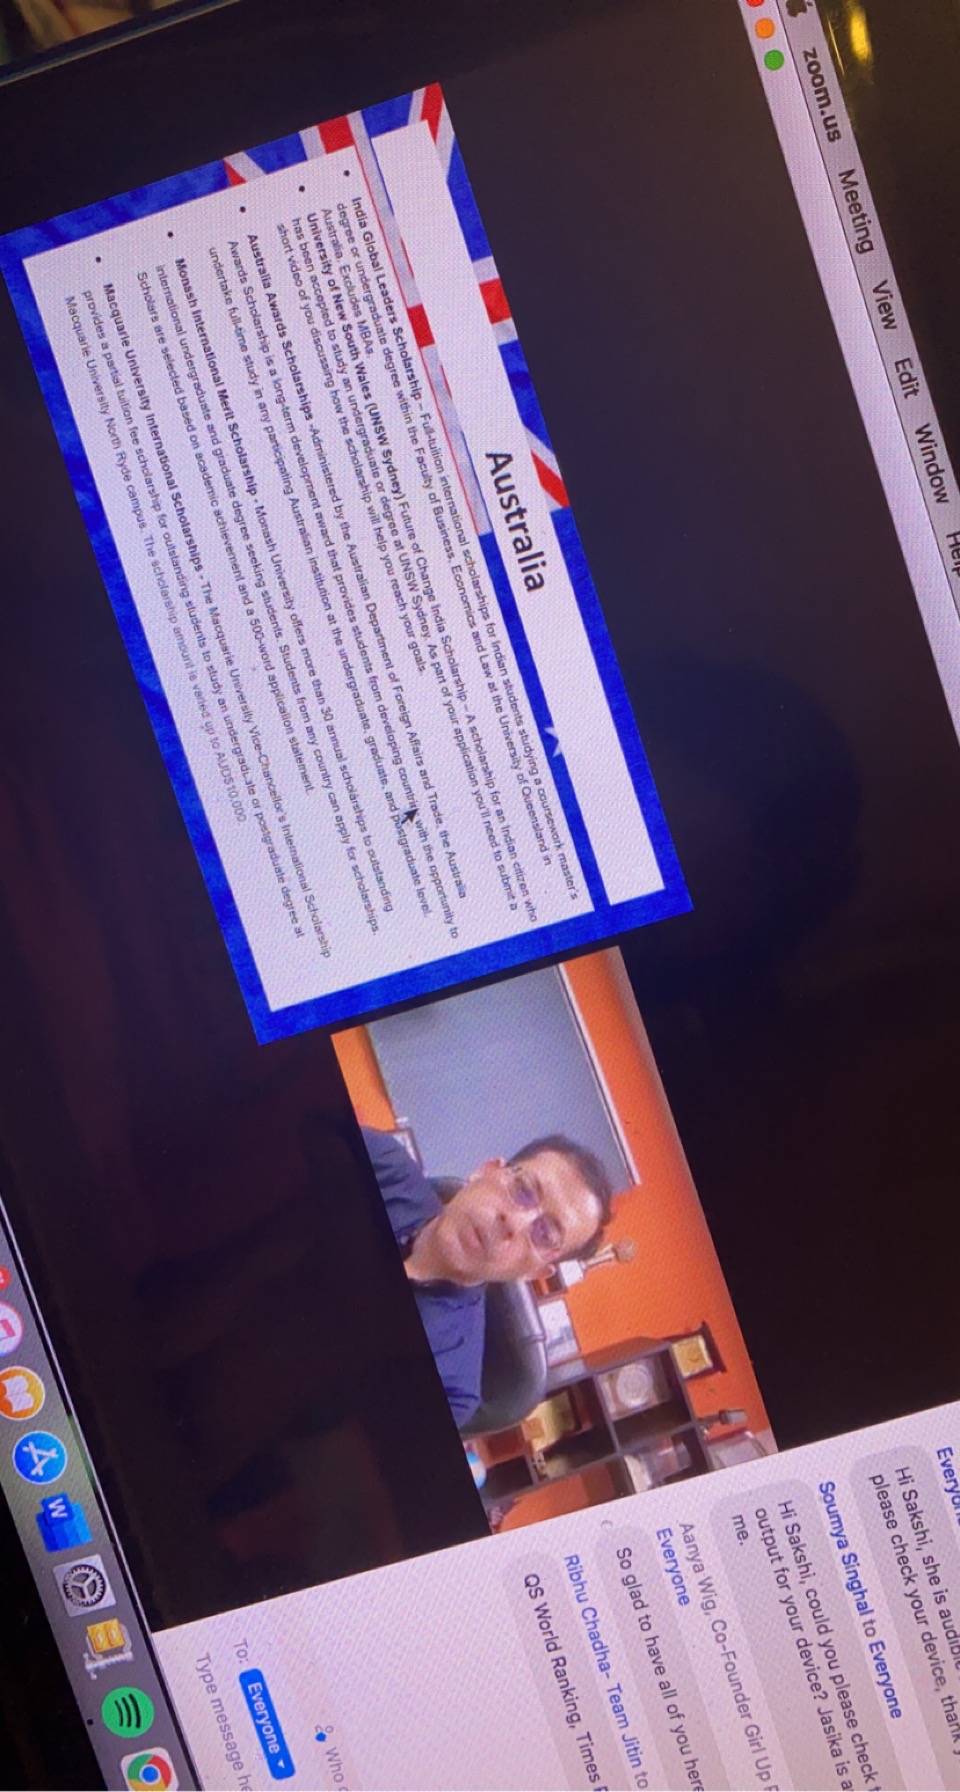 zoom.us Meeting View Edit Window Help
Australia
India Global Leaders Scholarship – Full-tuition international scholarships for Indian students studying a coursework master's
degree or undergraduate degree within the Faculty of Business, Economics and Law at the University of Queensland in
Australia. Excludes MBAs.
University of New South Wales (UNSW Sydney) Future of Change India Scholarship – A scholarship for an Indian citizen who
has been accepted to study an undergraduate or degree at UNSW Sydney. As part of your application you'll need to submit a
short video of you discussing how the scholarship will help you reach your goals.
Australia Awards Scholarships -Administered by the Australian Department of Foreign Affairs and Trade, the Australia
Awards Scholarship is a long-term development award that provides students from developing countries with the opportunity to
undertake full-time study in any participating Australian institution at the undergraduate, graduate, and postgraduate level.
Monash International Merit Scholarship - Monash University offers more than 30 annual scholarships to outstanding
international undergraduate and graduate degree seeking students. Students from any country can apply for scholarships.
Scholars are selected based on academic achievement and a 500-word application statement.
Macquarie University International Scholarships - The Macquarie University Vice-Chancellor's International Scholarship
provides a partial tuition fee scholarship for outstanding students to study an undergraduate or postgraduate degree at
Macquarie University North Ryde campus. The scholarship amount is varied up to AUD$10,000.
Everyone
Hi Sakshi, she is audible
please check your device, thank
Soumya Singhal to Everyone
Hi Sakshi, could you please check
output for your device? Jasika is
me.
Aanya Wig, Co-Founder Girl Up
Everyone
So glad to have all of you here
Ribhu Chadha- Team Jitin to
QS World Ranking, Times
Who
To: Everyone
Type message
W